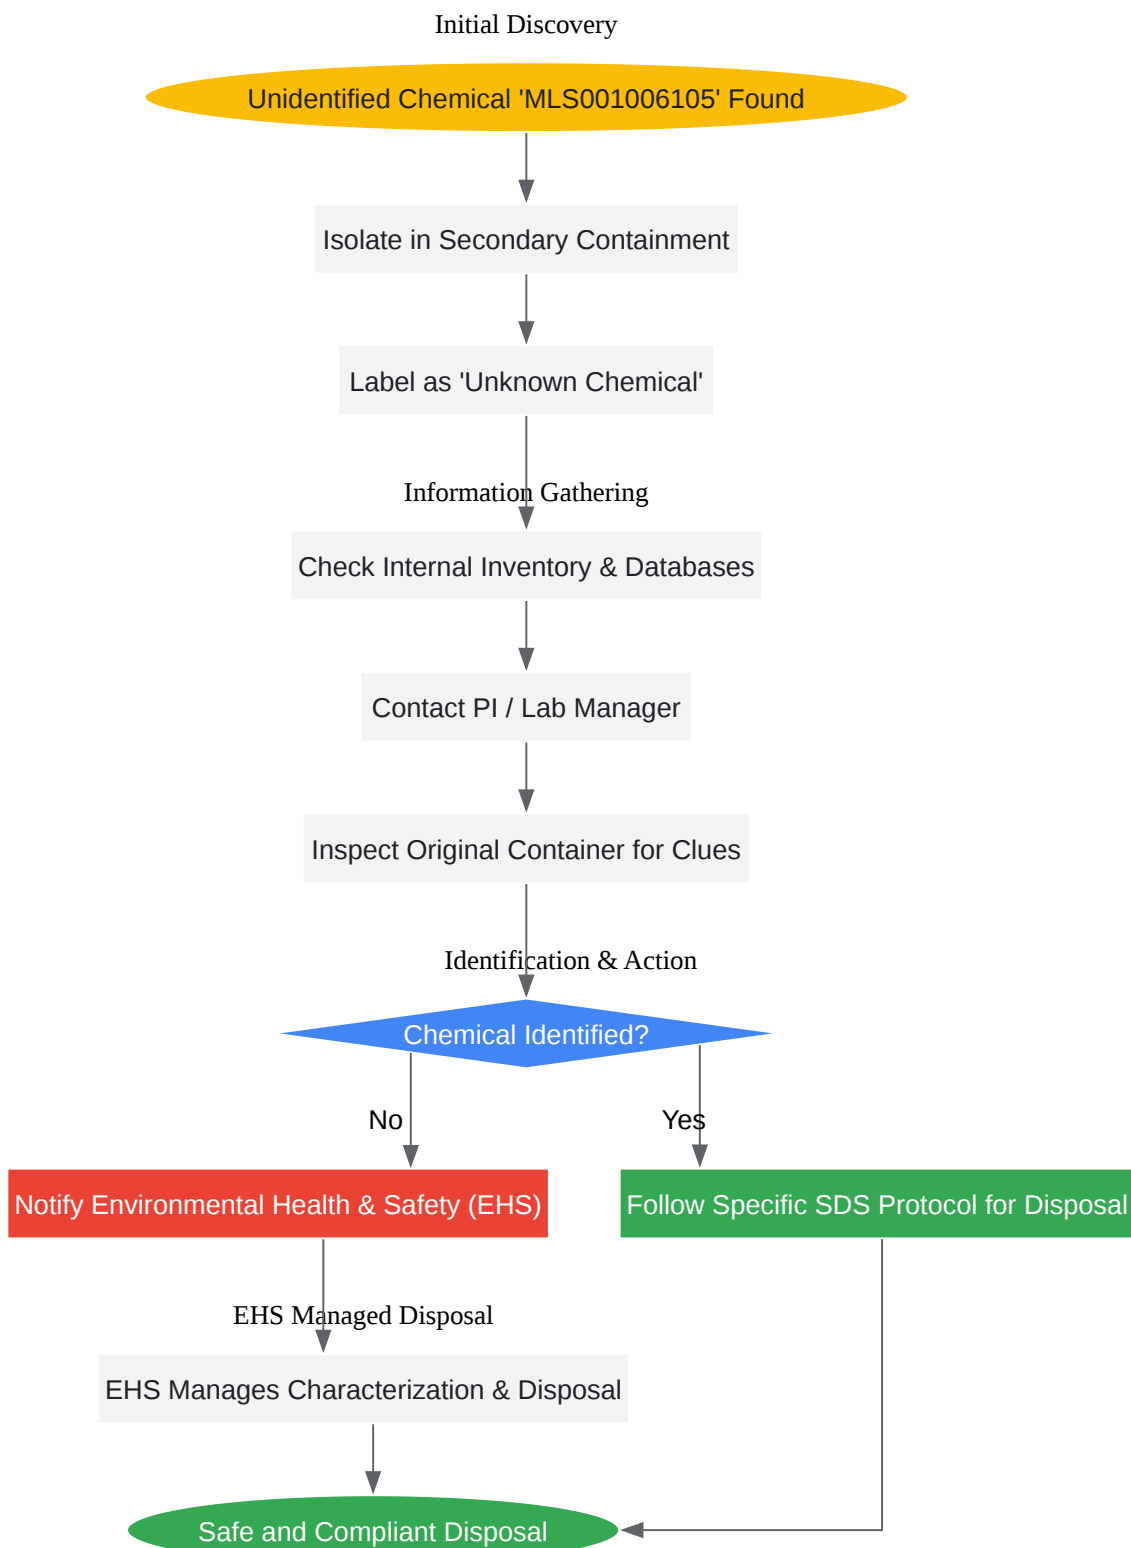 Initial Discovery
Unidentified Chemical 'MLS001006105' Found
Isolate in Secondary Containment
Label as 'Unknown Chemical'
Information Gathering
Check Internal Inventory & Databases
Contact PI / Lab Manager
Inspect Original Container for Clues
Identification & Action
Chemical Identified?
No
Yes
Notify Environmental Health & Safety (EHS)
Follow Specific SDS Protocol for Disposal
EHS Managed Disposal
EHS Manages Characterization & Disposal
Safe and Compliant Disposal